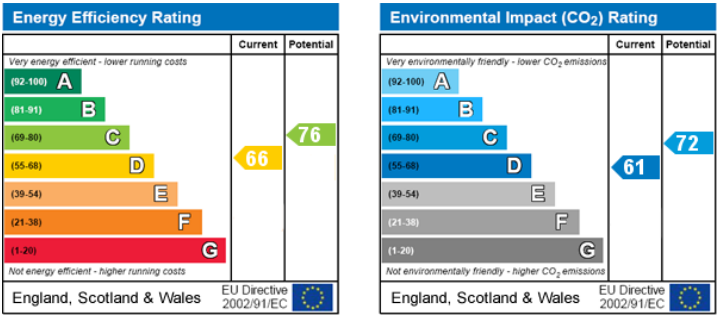 Energy Efficiency Rating
Current Potential
Very energy efficient - lower running costs
(92-100) A
(81-91) B
(69-80) C
(55-68) D
(39-54) E
(21-38) F
(1-20) G
66
76
Not energy efficient - higher running costs
England, Scotland & Wales
EU Directive
2002/91/EC
Environmental Impact (CO₂) Rating
Current Potential
Very environmentally friendly - lower CO₂ emissions
(92-100) A
(81-91) B
(69-80) C
(55-68) D
(39-54) E
(21-38) F
(1-20) G
61
72
Not environmentally friendly - higher CO₂ emissions
England, Scotland & Wales
EU Directive
2002/91/EC